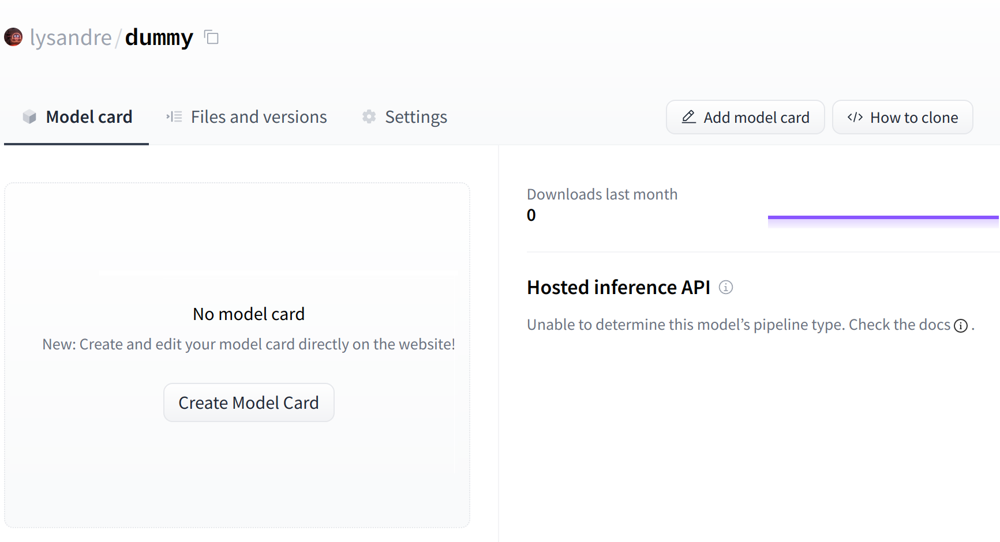 lysandre/dummy
Model card
Files and versions
Settings
Add model card
</> How to clone
No model card
New: Create and edit your model card directly on the website!
Create Model Card
Downloads last month
0
Hosted inference API
Unable to determine this model’s pipeline type. Check the docs .